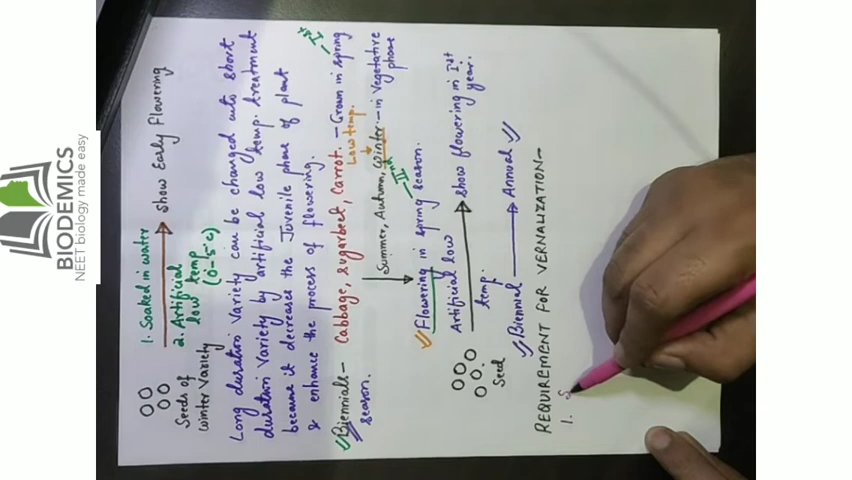 BIODEMICS
NEET biology made easy
1. Soaked in water
2. Artificial
low temp
(0-5°C)
Show Early Flowering
Seeds of
winter Variety
Long duration Variety can be changed into short
duration Variety by artificial low temp. treatment
because it decreases the Juvenile phase of plant
& enhance the process of flowering.
Biennials- Cabbage, sugarbeet, Carrot. - Grown in spring
season.
Low temp.
Summer, Autumn, winter - in Vegetative
phase
Flowering in spring season.
Artificial low
temp.
Seed
show flowering in Ist
year.
Biennial → Annual
REQUIREMENT FOR VERNALIZATION-
1. S